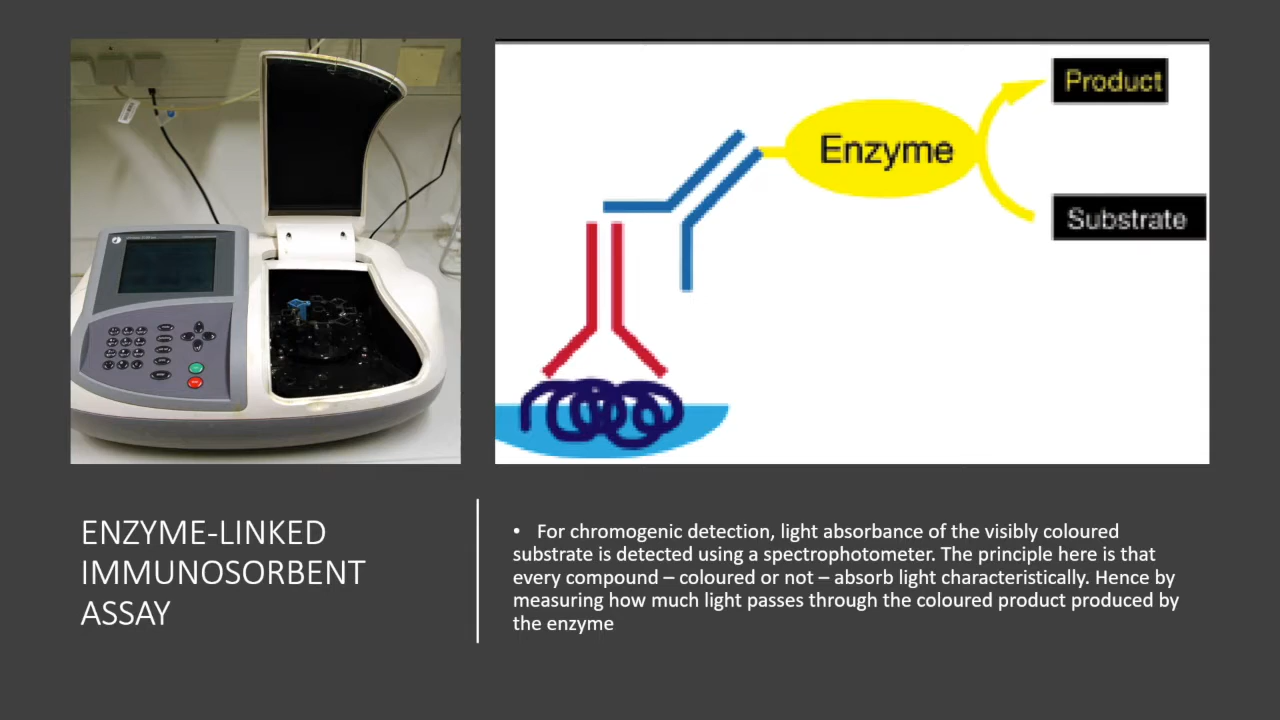 Product
Enzyme
Substrate
ENZYME-LINKED
IMMUNOSORBENT
ASSAY
• For chromogenic detection, light absorbance of the visibly coloured
substrate is detected using a spectrophotometer. The principle here is that
every compound – coloured or not – absorb light characteristically. Hence by
measuring how much light passes through the coloured product produced by
the enzyme